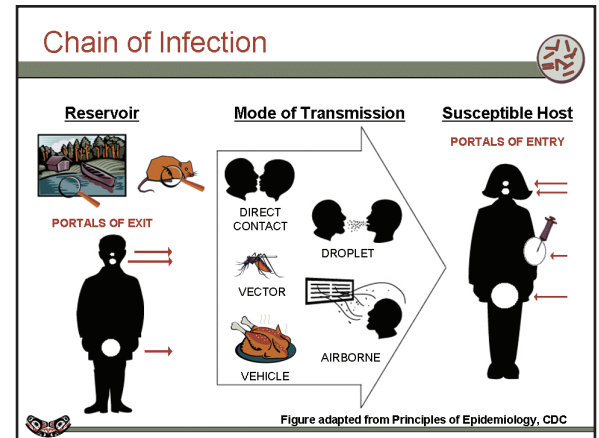 Chain of Infection
Reservoir
PORTALS OF EXIT
Mode of Transmission
DIRECT
CONTACT
DROPLET
VECTOR
AIRBORNE
VEHICLE
Susceptible Host
PORTALS OF ENTRY
Figure adapted from Principles of Epidemiology, CDC